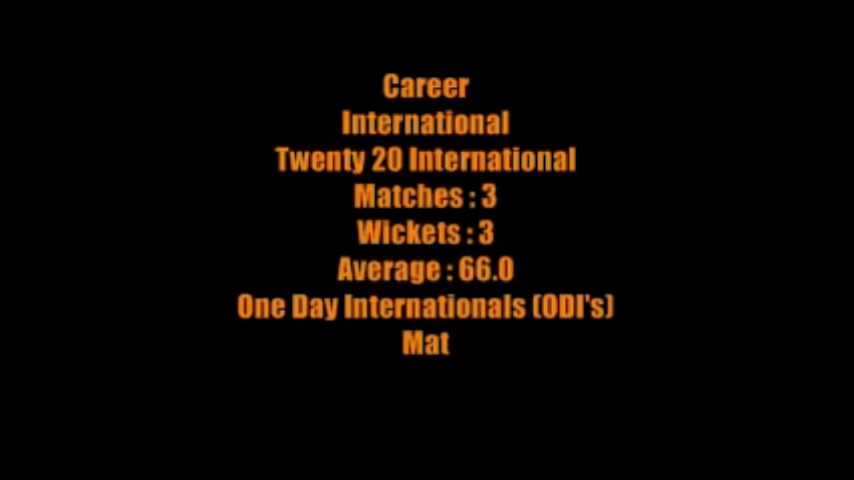 Career
International
Twenty 20 International
Matches : 3
Wickets : 3
Average : 66.0
One Day Internationals (ODI's)
Mat